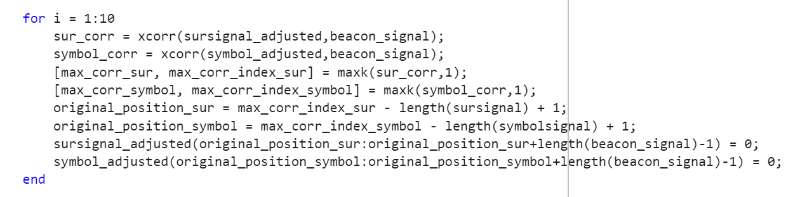 for i = 1:10
sur_corr = xcorr(sursignal_adjusted,beacon_signal);
symbol_corr = xcorr(symbol_adjusted,beacon_signal);
[max_corr_sur, max_corr_index_sur] = maxk(sur_corr,1);
[max_corr_symbol, max_corr_index_symbol] = maxk(symbol_corr,1);
original_position_sur = max_corr_index_sur - length(sursignal) + 1;
original_position_symbol = max_corr_index_symbol - length(symbolsignal) + 1;
sursignal_adjusted(original_position_sur:original_position_sur+length(beacon_signal)-1) = 0;
symbol_adjusted(original_position_symbol:original_position_symbol+length(beacon_signal)-1) = 0;
end